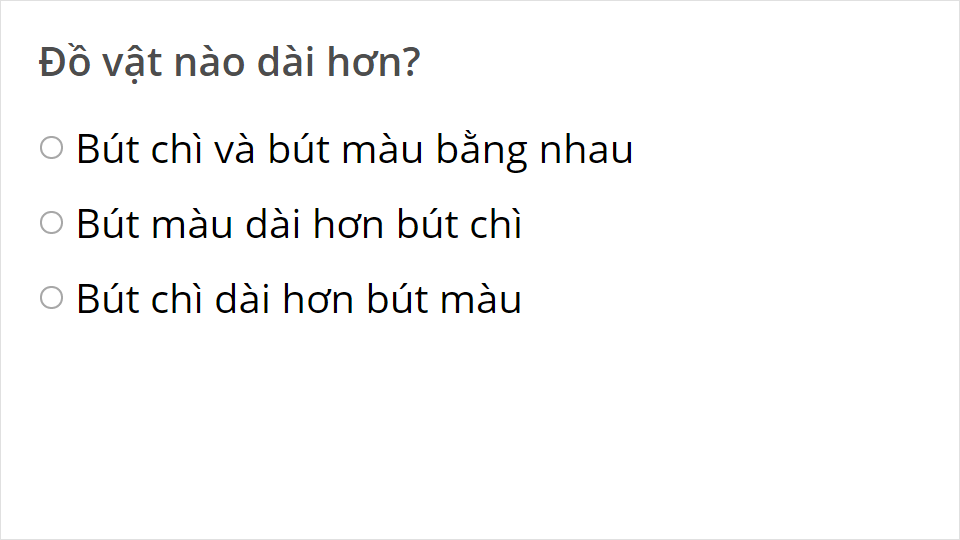 Đồ vật nào dài hơn?
Bút chì và bút màu bằng nhau
Bút màu dài hơn bút chì
Bút chì dài hơn bút màu